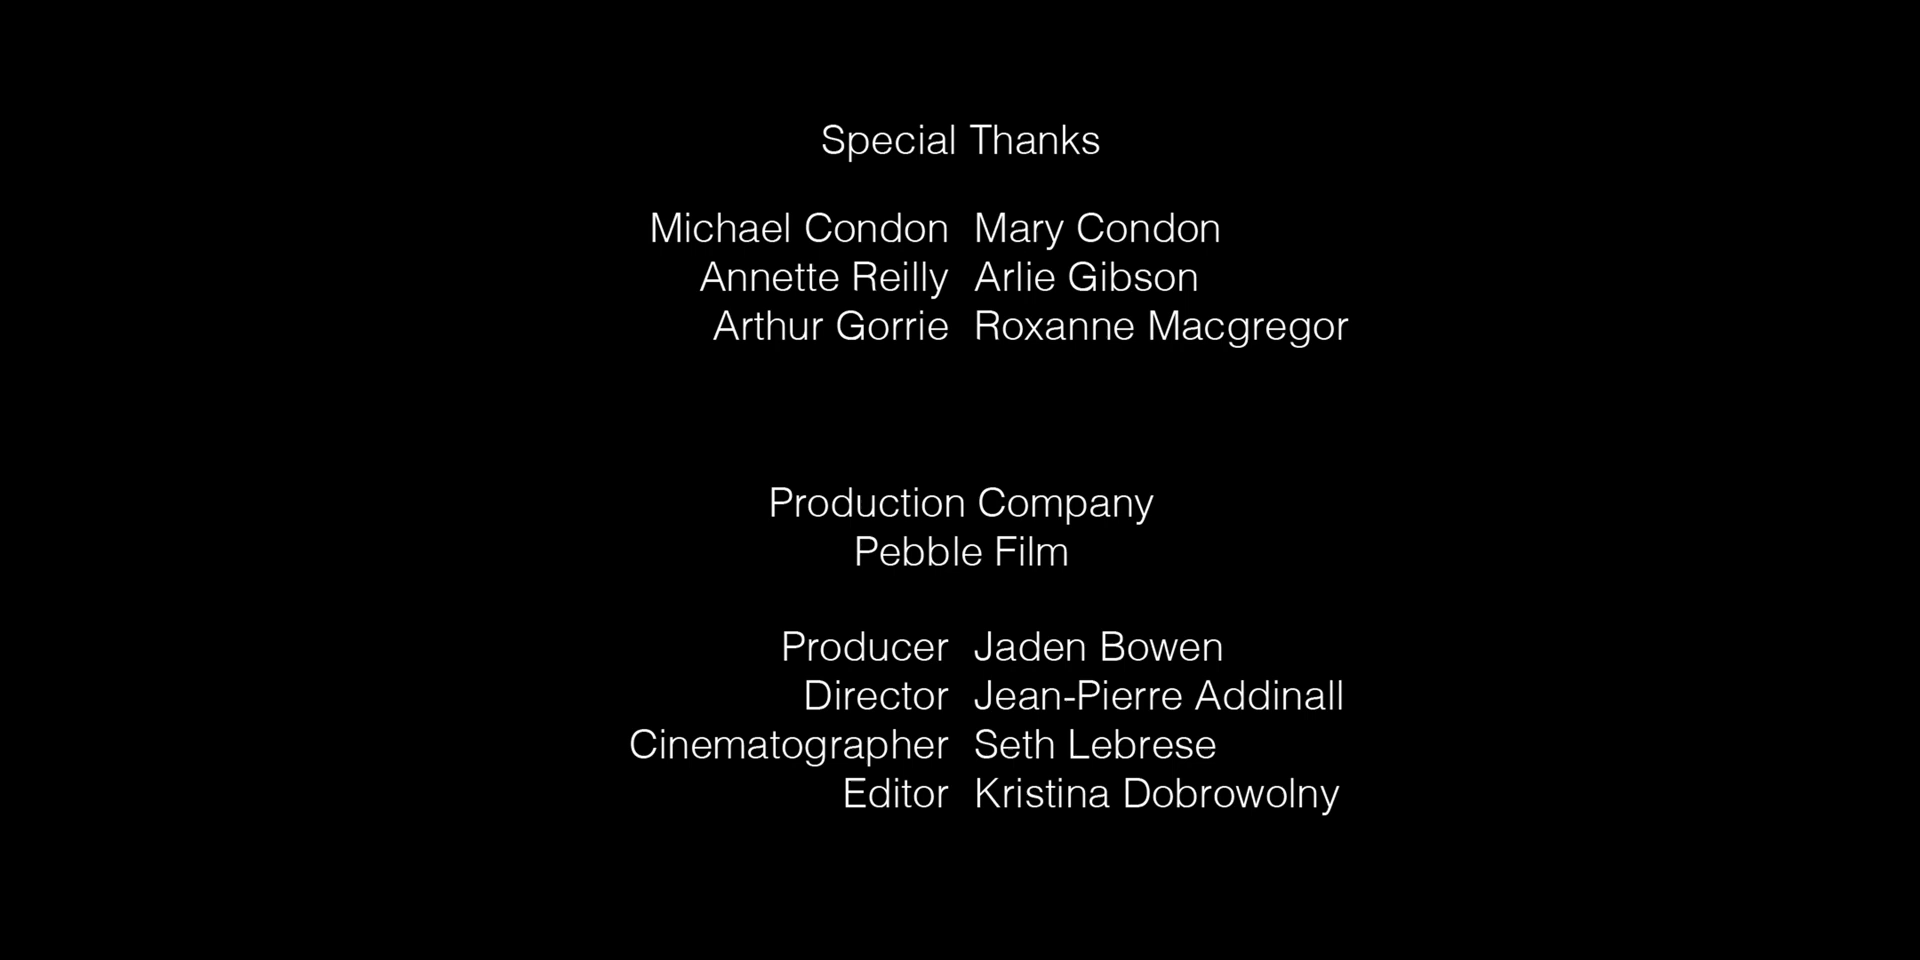 Special Thanks
Michael Condon Mary Condon
Annette Reilly Arlie Gibson
Arthur Gorrie Roxanne Macgregor
Production Company
Pebble Film
Producer Jaden Bowen
Director Jean-Pierre Addinall
Cinematographer Seth Lebrese
Editor Kristina Dobrowolny